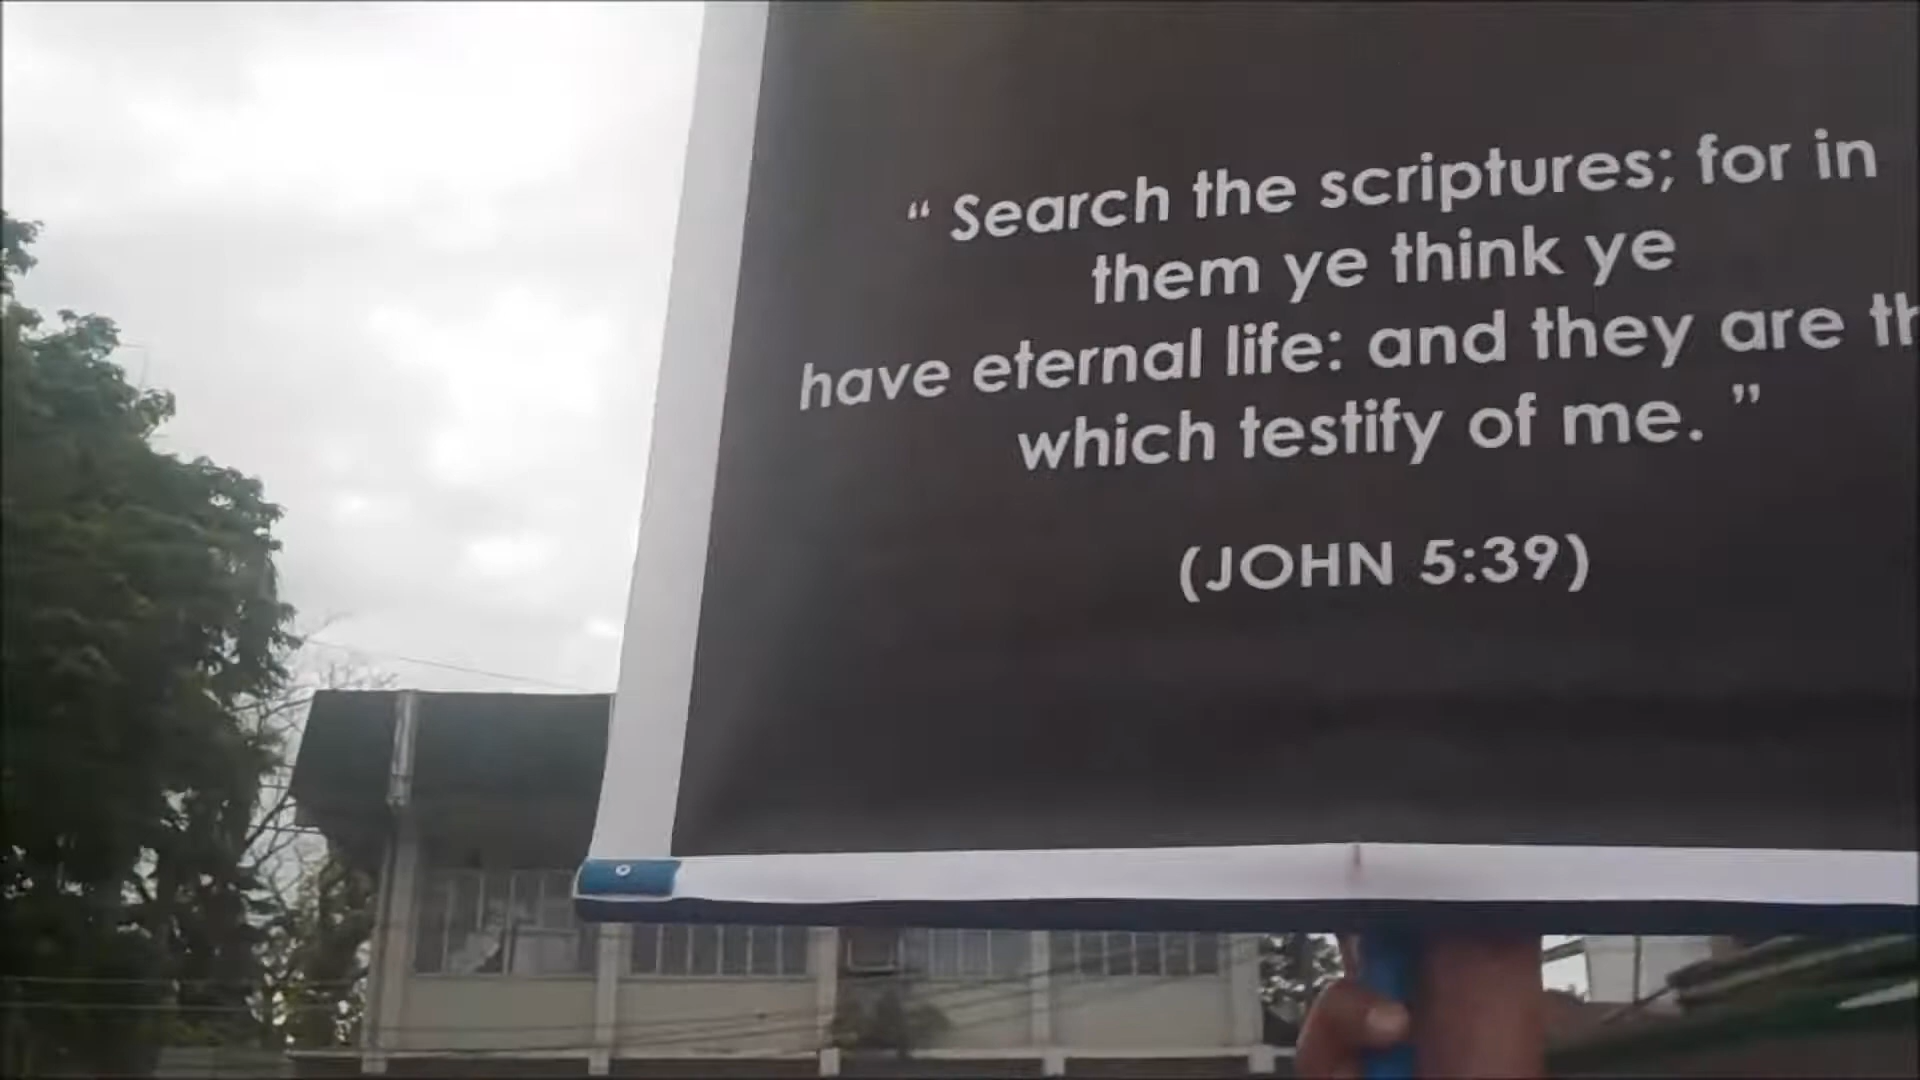 “ Search the scriptures; for in
them ye think ye
have eternal life: and they are
which testify of me. ”
(JOHN 5:39)